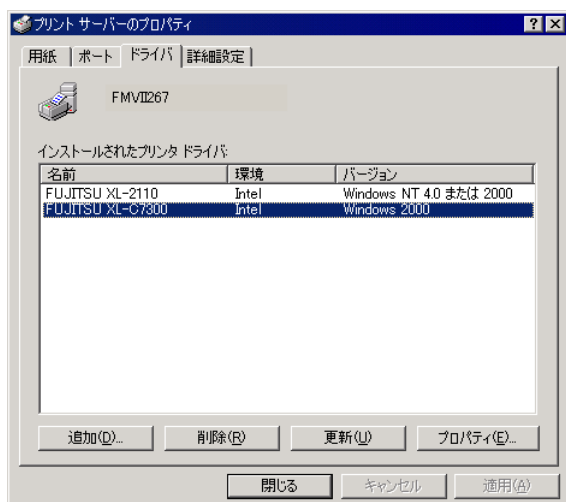 プリント サーバーのプロパティ
用紙 ポート ドライバ 詳細設定
FMVⅡ267
インストールされたプリンタ ドライバ:
名前 環境 バージョン
FUJITSU XL-2110 Intel Windows NT 4.0 または 2000
FUJITSU XL-C7300 Intel Windows 2000
追加(D)... 削除(R) 更新(U) プロパティ(E)...
閉じる キャンセル 適用(A)